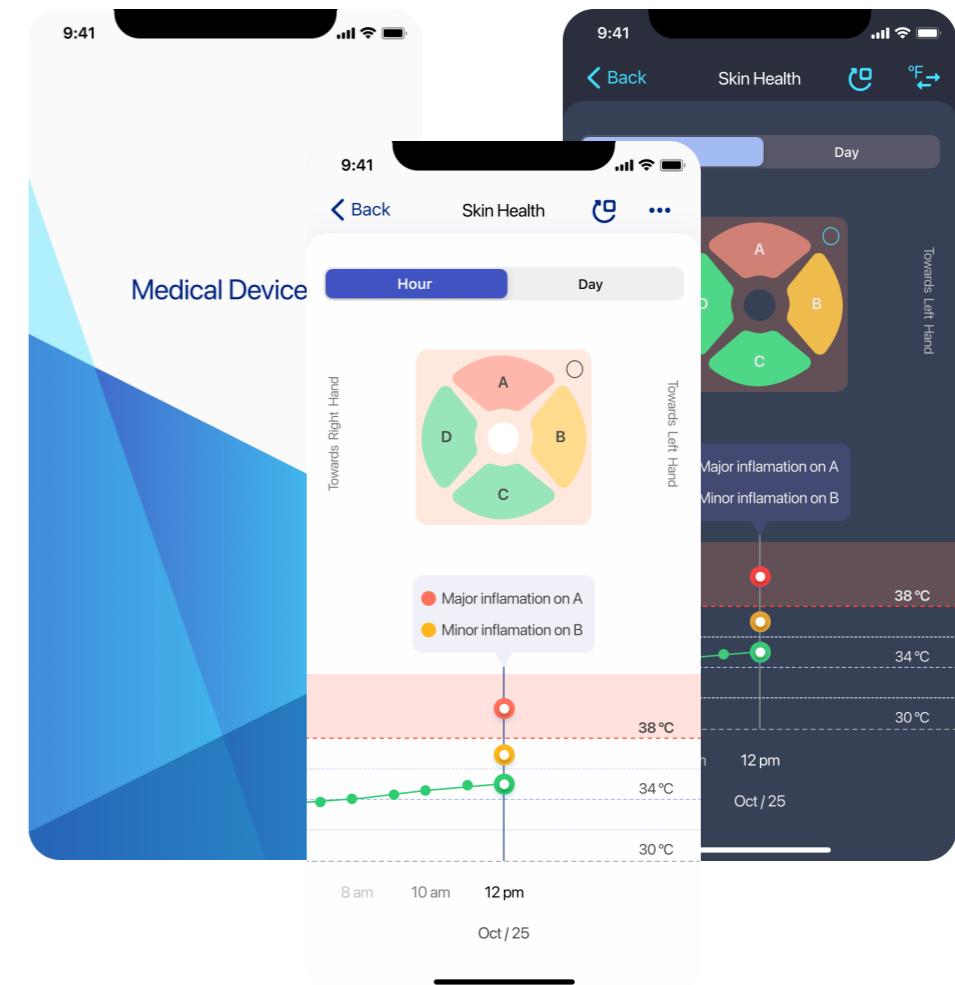 9:41
Medical Device
9:41
Back
Skin Health
Hour
Day
Towards Right Hand
A
B
C
D
Towards Left Hand
Major inflamation on A
Minor inflamation on B
38 °C
34 °C
30 °C
8 am
10 am
12 pm
Oct / 25
9:41
Back
Skin Health
°F
Day
A
B
C
D
Towards Left Hand
Major inflamation on A
Minor inflamation on B
38 °C
34 °C
30 °C
12 pm
Oct / 25